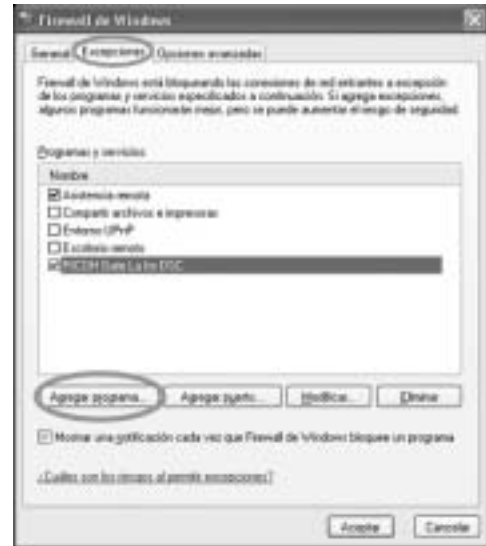 Firewall de Windows
General Excepciones Opciones avanzadas
Firewall de Windows está bloqueando las conexiones de red entrantes a excepción
de los programas y servicios especificados a continuación. Si agrega excepciones,
algunos programas funcionarán mejor, pero se puede aumentar el riesgo de seguridad.
Programas y servicios
Nombre
Asistencia remota
Compartir archivos e impresoras
Entorno UPnP
Escritorio remoto
RICOH Gate La for DSC
Agregar programa... Agregar puerto... Modificar... Eliminar
Mostrar una notificación cada vez que Firewall de Windows bloquee un programa
¿Cuáles son los riesgos al permitir excepciones?
Aceptar Cancelar